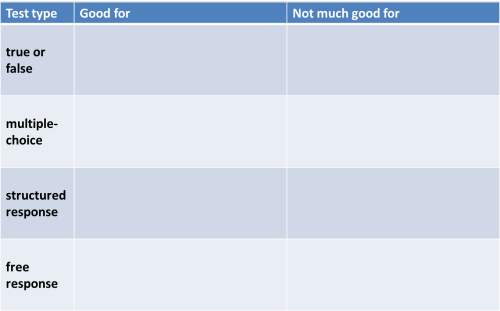 Test type Good for Not much good for
true or
false
multiple-
choice
structured
response
free
response